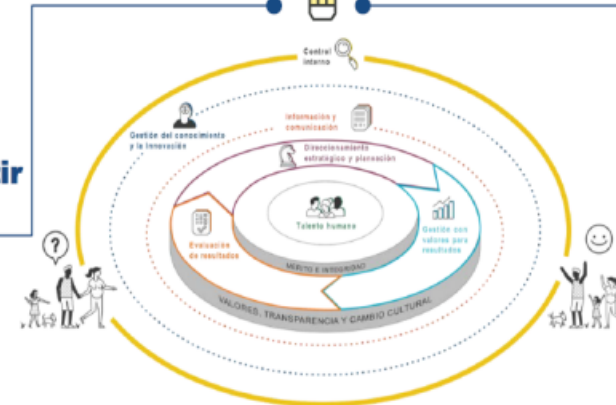 Control
interno
Gestión del conocimiento
y la Innovación
Información y
comunicación
Direccionamiento
estratégico y planeación
ir
Talento humano
Evaluación
de resultados
Gestión con
valores para
resultados
MÉRITO E INTEGRIDAD
VALORES, TRANSPARENCIA Y CAMBIO CULTURAL
?